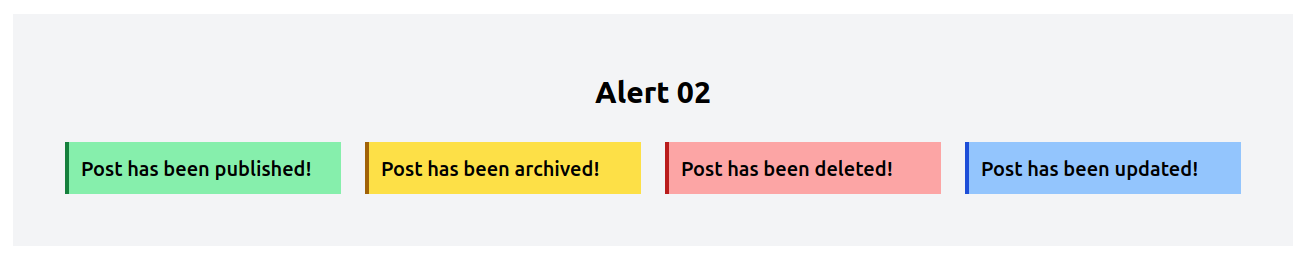 Alert 02
Post has been published!
Post has been archived!
Post has been deleted!
Post has been updated!